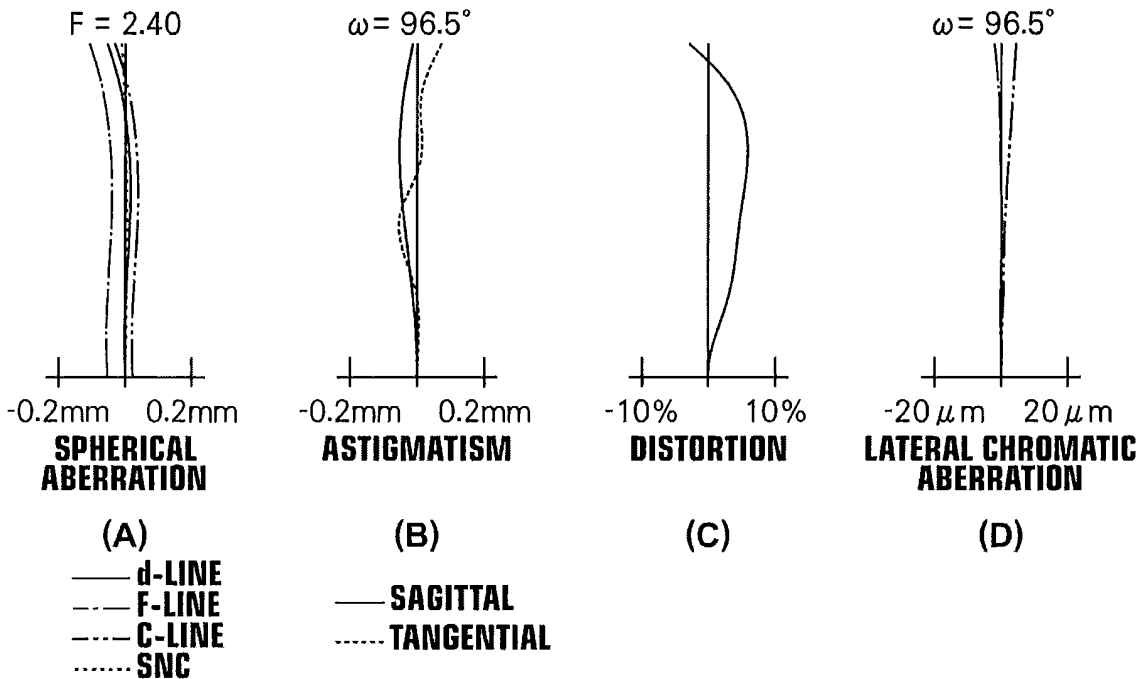 F = 2.40
-0.2mm 0.2mm
SPHERICAL
ABERRATION
(A)
d-LINE
F-LINE
C-LINE
SNC
ω = 96.5°
-0.2mm 0.2mm
ASTIGMATISM
(B)
SAGITTAL
TANGENTIAL
-10% 10%
DISTORTION
(C)
ω = 96.5°
-20 μm 20 μm
LATERAL CHROMATIC
ABERRATION
(D)